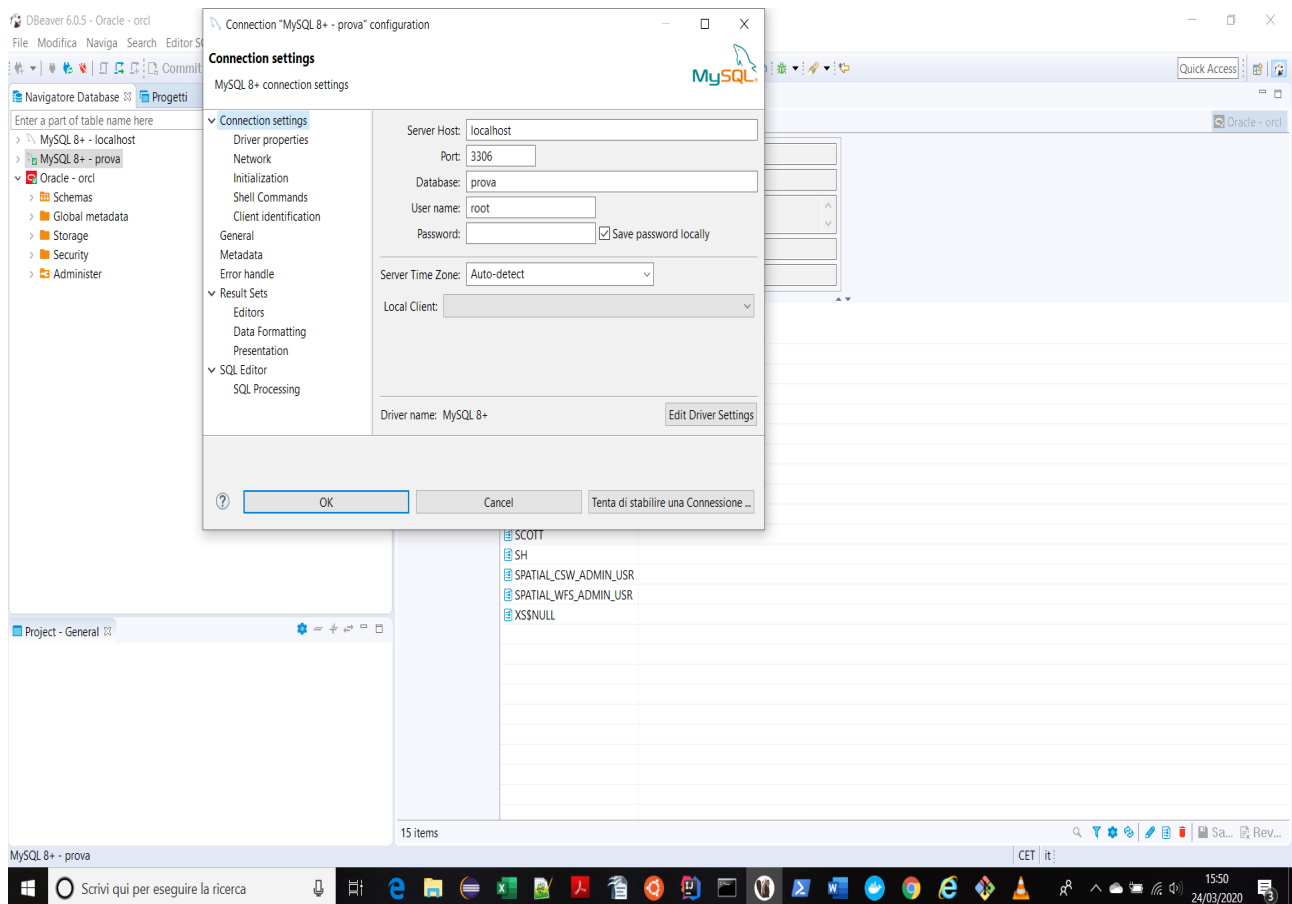 DBeaver 6.0.5 - Oracle - orcl
File Modifica Naviga Search Editor S
Commit
Quick Access
Navigatore Database
Progetti
Enter a part of table name here
MySQL 8+ - localhost
MySQL 8+ - prova
Oracle - orcl
Schemas
Global metadata
Storage
Security
Administer
Oracle - orcl
Connection "MySQL 8+ - prova" configuration
Connection settings
MySQL 8+ connection settings
MySQL
Connection settings
Driver properties
Network
Initialization
Shell Commands
Client identification
General
Metadata
Error handle
Result Sets
Editors
Data Formatting
Presentation
SQL Editor
SQL Processing
Server Host: localhost
Port: 3306
Database: prova
User name: root
Password:
Save password locally
Server Time Zone: Auto-detect
Local Client:
Driver name: MySQL 8+
Edit Driver Settings
?
OK
Cancel
Tenta di stabilire una Connessione ...
SCOTT
SH
SPATIAL_CSW_ADMIN_USR
SPATIAL_WFS_ADMIN_USR
XS$NULL
Project - General
15 items
Sa...
Rev...
MySQL 8+ - prova
CET
it
Scrivi qui per eseguire la ricerca
15:50
24/03/2020
3